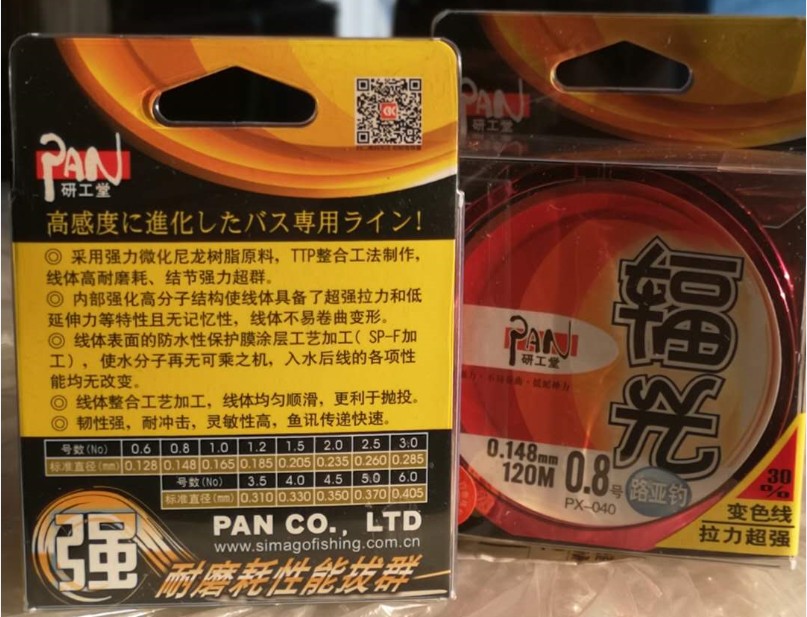 PAN
研工堂
高感度に進化したバス専用ライン!
◎ 采用强力微化尼龙树脂原料，TTP整合工法制作，
线体高耐磨耗、结节强力超群。
◎ 内部强化高分子结构使线体具备了超强拉力和低
延伸力等特性且无记忆性，线体不易卷曲变形。
◎ 线体表面的防水性保护膜涂层工艺加工( SP-F加
工)，使水分子再无可乘之机，入水后线的各项性
能均无改变。
◎ 线体整合工艺加工，线体均匀顺滑，更利于抛投。
◎ 韧性强，耐冲击，灵敏性高，鱼讯传递快速。
号数(No) 0.6 0.8 1.0 1.2 1.5 2.0 2.5 3.0
标准直径(mm) 0.128 0.148 0.165 0.185 0.205 0.235 0.260 0.285
号数(No) 3.5 4.0 4.5 5.0 6.0
标准直径(mm) 0.310 0.330 0.350 0.370 0.405
强
PAN CO., LTD
www.simagofishing.com.cn
耐磨耗性能拔群
PAN
研工堂
辐光
PAN
研工堂
0.148mm
120M
0.8号
PX-040
路亚钓
30%
变色线
拉力超强